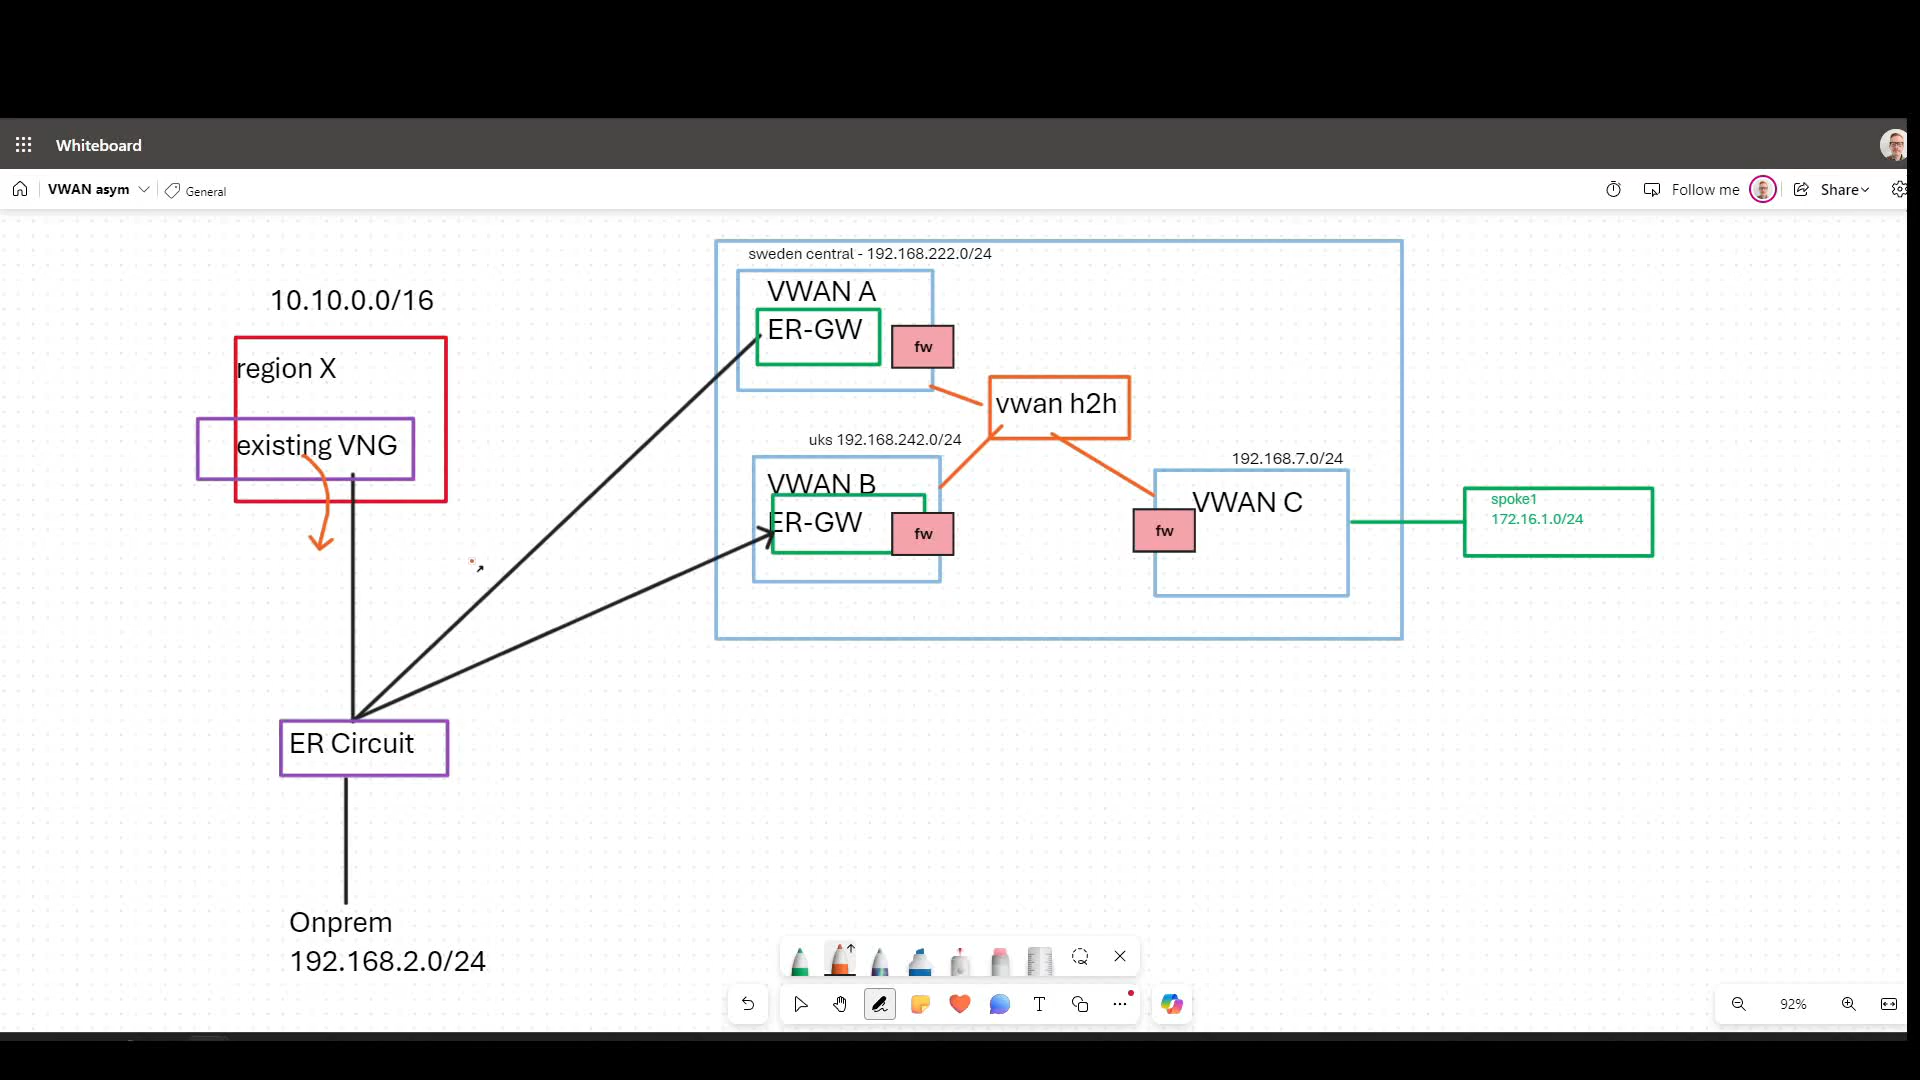 Whiteboard
VWAN asym
General
Follow me
Share
sweden central - 192.168.222.0/24
10.10.0.0/16
VWAN A
ER-GW
fw
region X
vwan h2h
existing VNG
uks 192.168.242.0/24
192.168.7.0/24
VWAN B
ER-GW
fw
VWAN C
fw
spoke1
172.16.1.0/24
ER Circuit
Onprem
192.168.2.0/24
T
92%